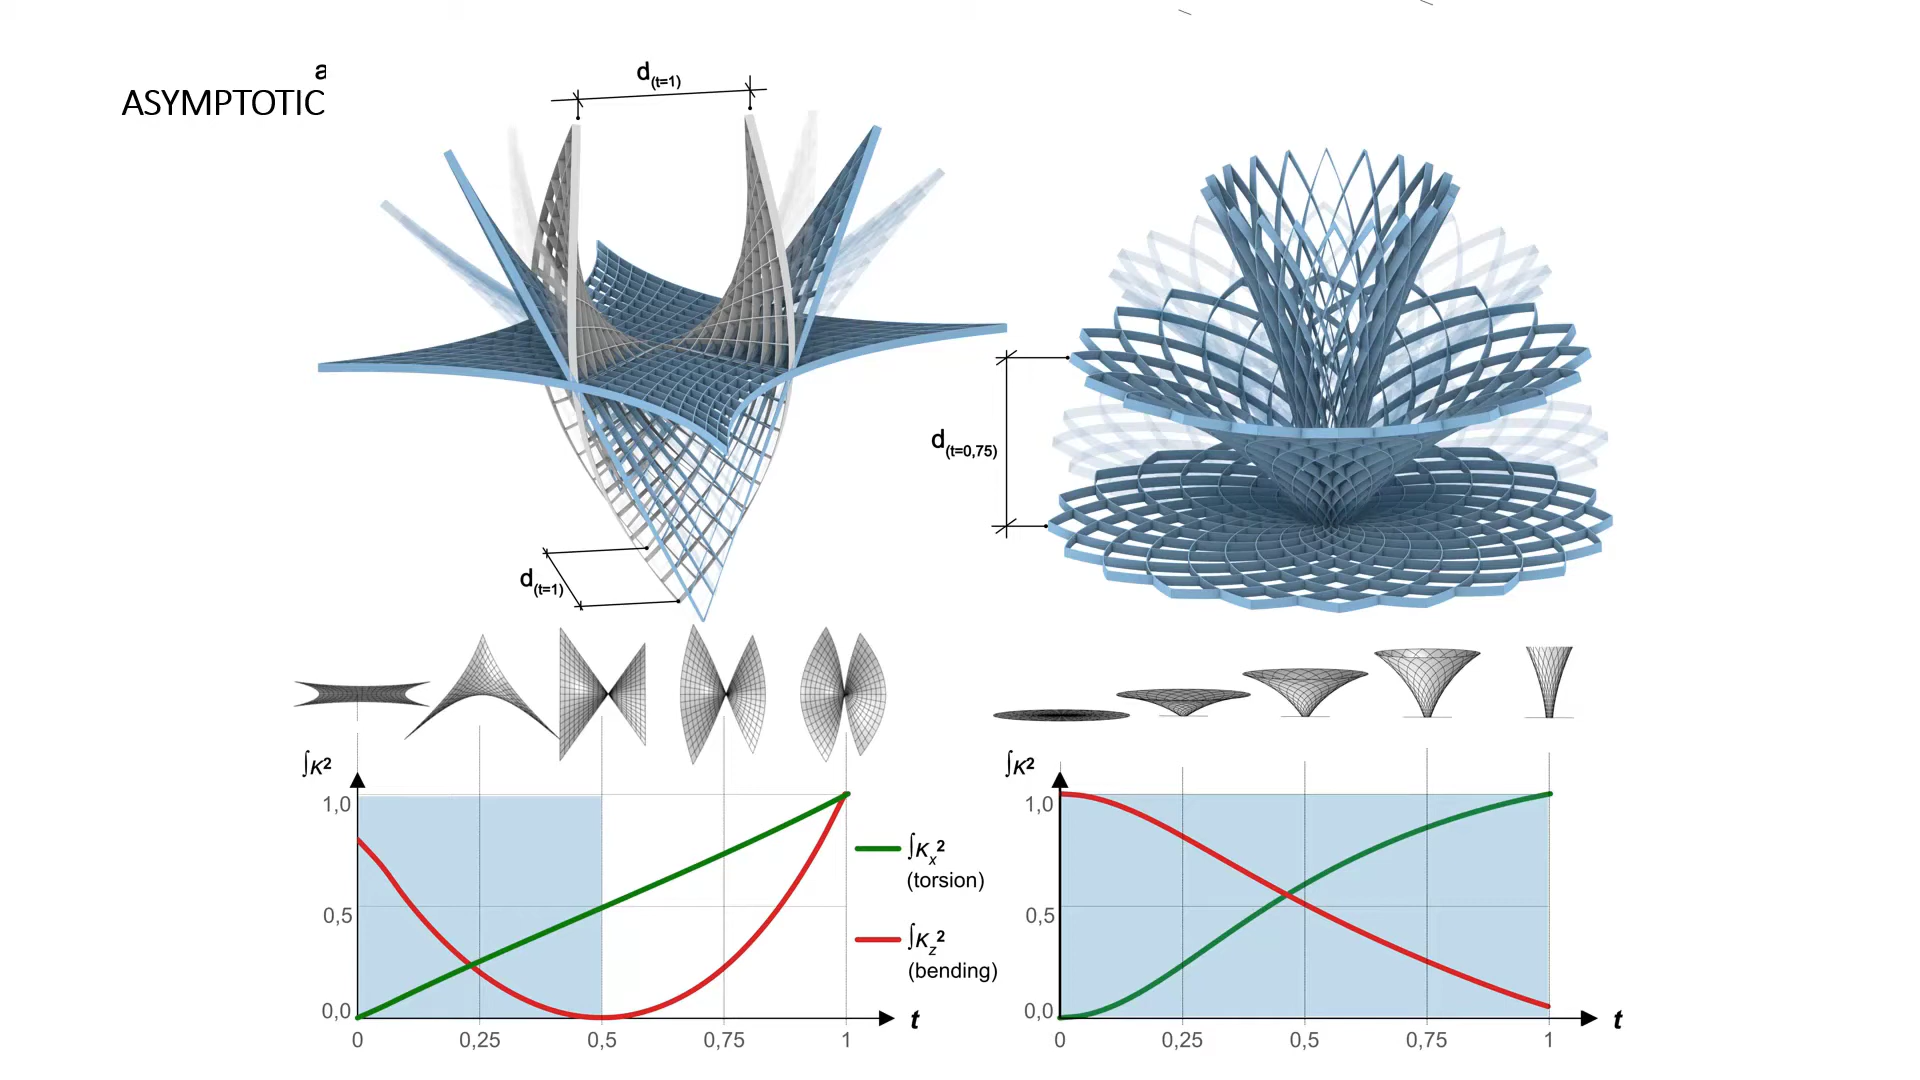 a
ASYMPTOTIC
d(t=1)
d(t=0,75)
d(t=1)
∫K²
1,0
0,5
0,0
0
0,25
0,5
0,75
1
t
∫Kx²
(torsion)
∫Kz²
(bending)
∫K²
1,0
0,5
0,0
0
0,25
0,5
0,75
1
t